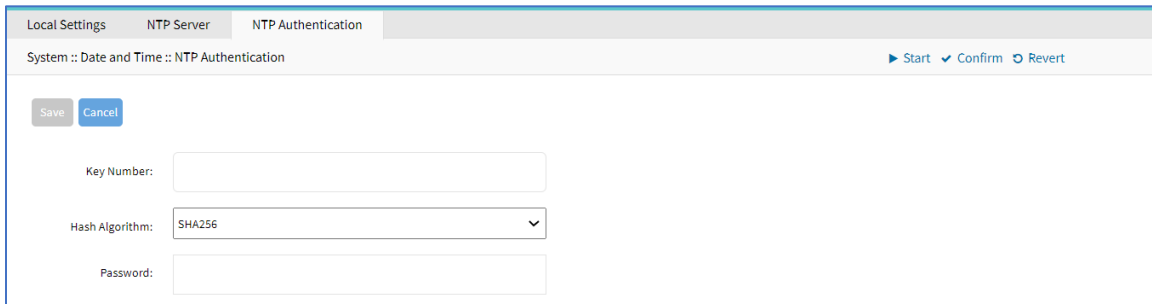 Local Settings NTP Server NTP Authentication
System :: Date and Time :: NTP Authentication Start Confirm Revert
Save Cancel
Key Number:
Hash Algorithm: SHA256
Password: